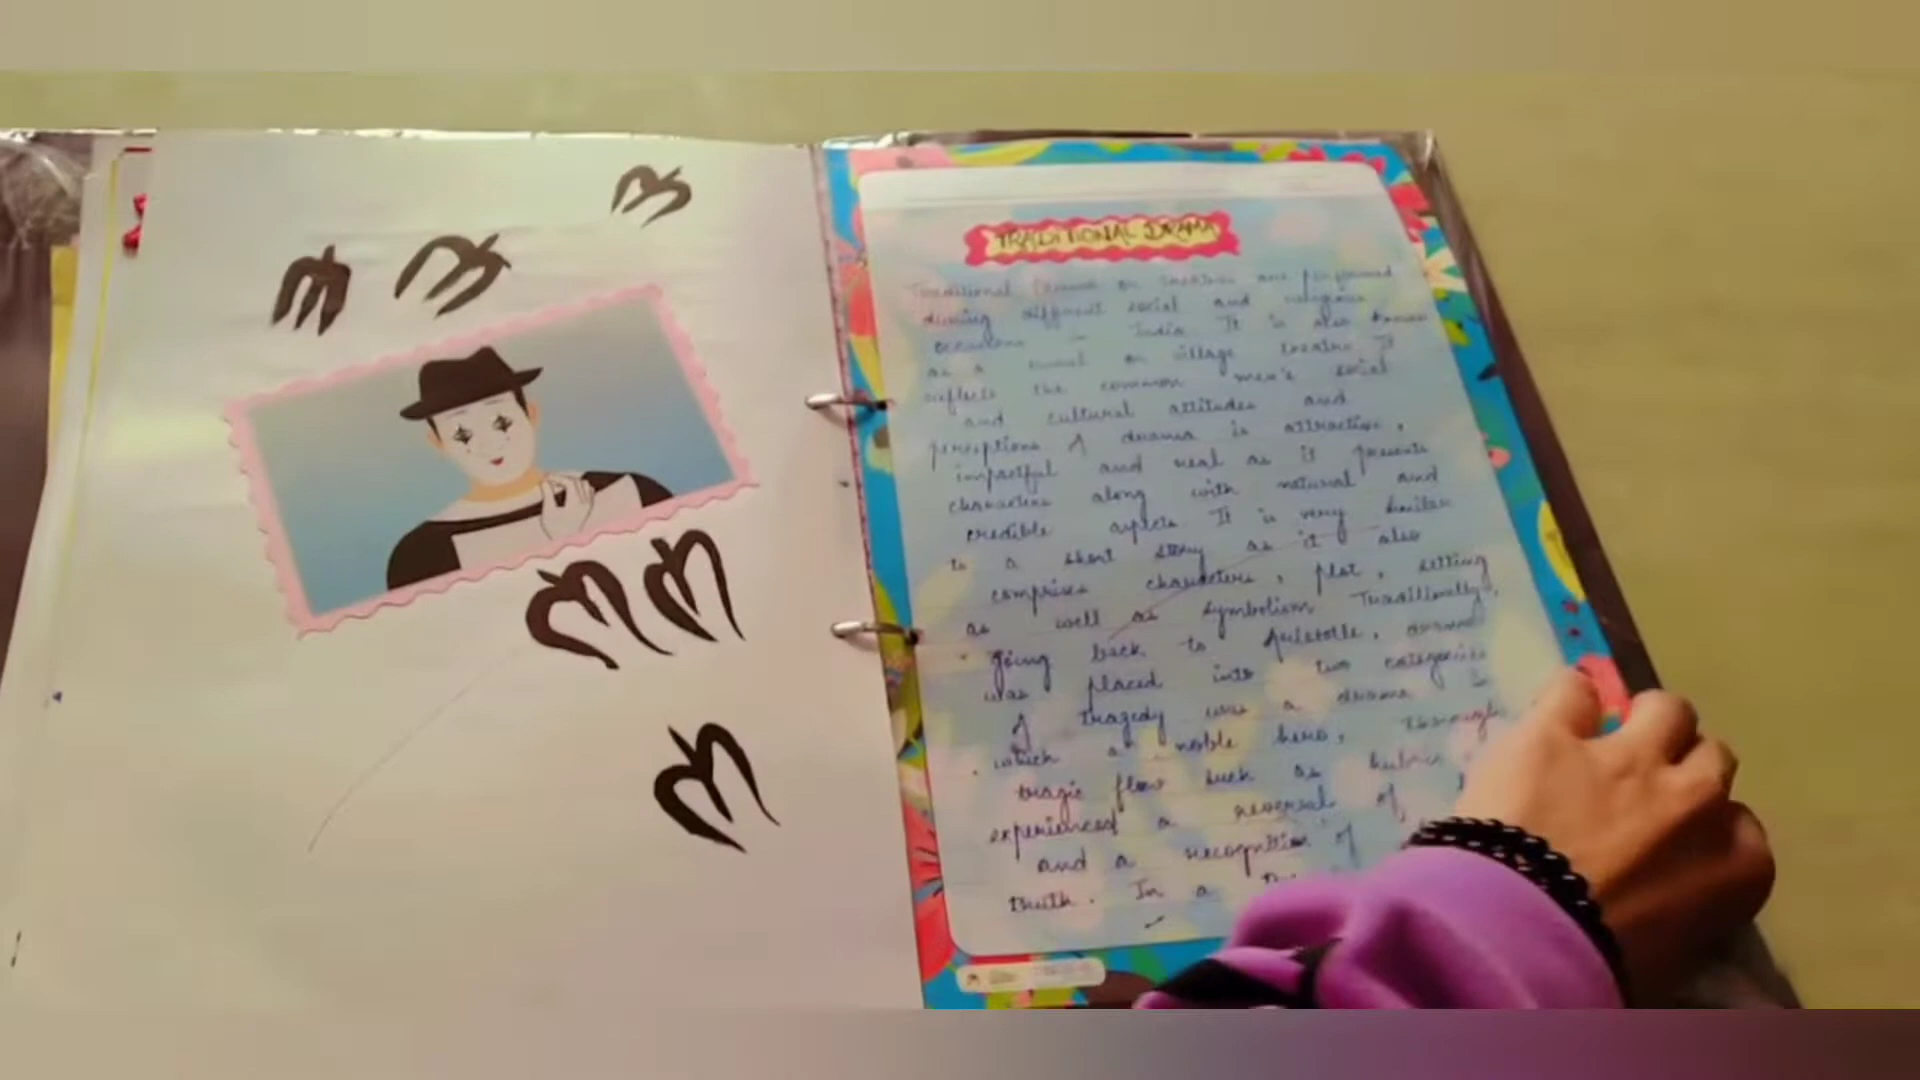 TRADITIONAL DRAMA
Traditional Drama or theatre are performed
during different social and religious
occasions in India It is also known
as a rural or village theatre It
reflects the common men's social
and cultural attitudes and
perceptions A drama is attractive,
impactful and real as it presents
characters along with natural and
credible aspects It is very similar
to a short story as it also
comprises characters, plot, setting
as well as symbolism Traditionally,
going back to Aristotle, drama
was placed into two categories
A tragedy was a drama in
which a noble hero, through
tragic flaw such as hubris
experienced a reversal of
and a recognition of
truth. In a